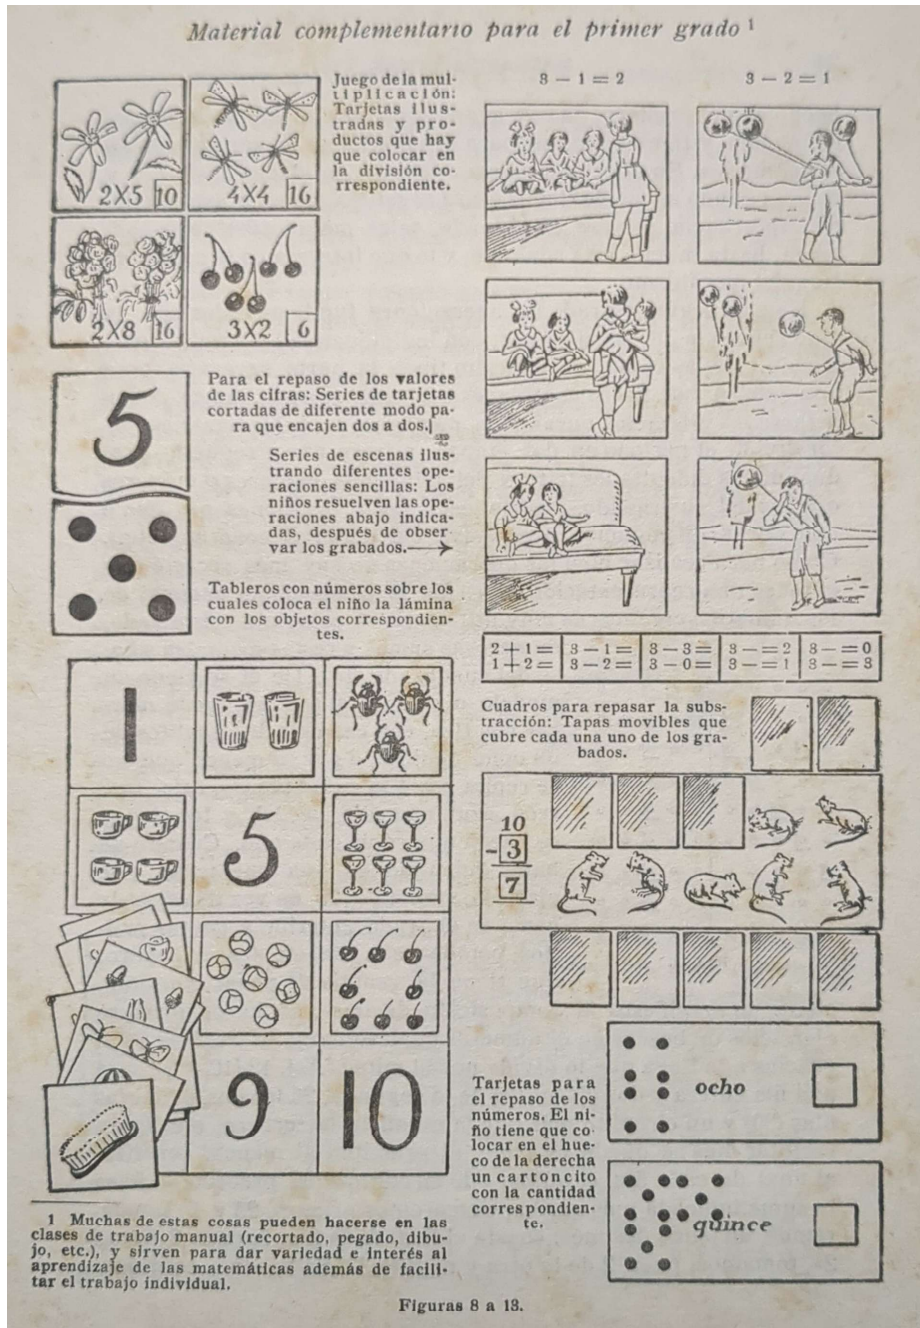 Material complementario para el primer grado 1
2X5 10
4X4 16
2X8 16
3X2 6
Juego de la mul-
tiplicación:
Tarjetas ilus-
tradas y pro-
ductos que hay
que colocar en
la división co-
rrespondiente.
3 — 1 = 2
3 — 2 = 1
5
Para el repaso de los valores
de las cifras: Series de tarjetas
cortadas de diferente modo pa-
ra que encajen dos a dos.
Series de escenas ilus-
trando diferentes ope-
raciones sencillas: Los
niños resuelven las ope-
raciones abajo indica-
das, después de obser
var los grabados.→
Tableros con números sobre los
cuales coloca el niño la lámina
con los objetos correspondien-
tes.
2+1= 3—1= 3—3= 3—=2 3—=0
1+2= 3—2= 3—0= 3—=1 3—=3
1
5
9
10
Cuadros para repasar la subs-
tracción: Tapas movibles que
cubre cada una uno de los gra-
bados.
10
-3
7
Tarjetas para
el repaso de los
números. El ni-
ño tiene que co-
locar en el hue-
co de la derecha
un cartoncito
con la cantidad
correspondien-
te.
ocho
quince
1 Muchas de estas cosas pueden hacerse en las
clases de trabajo manual (recortado, pegado, dibu-
jo, etc.), y sirven para dar variedad e interés al
aprendizaje de las matemáticas además de facili-
tar el trabajo individual.
Figuras 8 a 13.